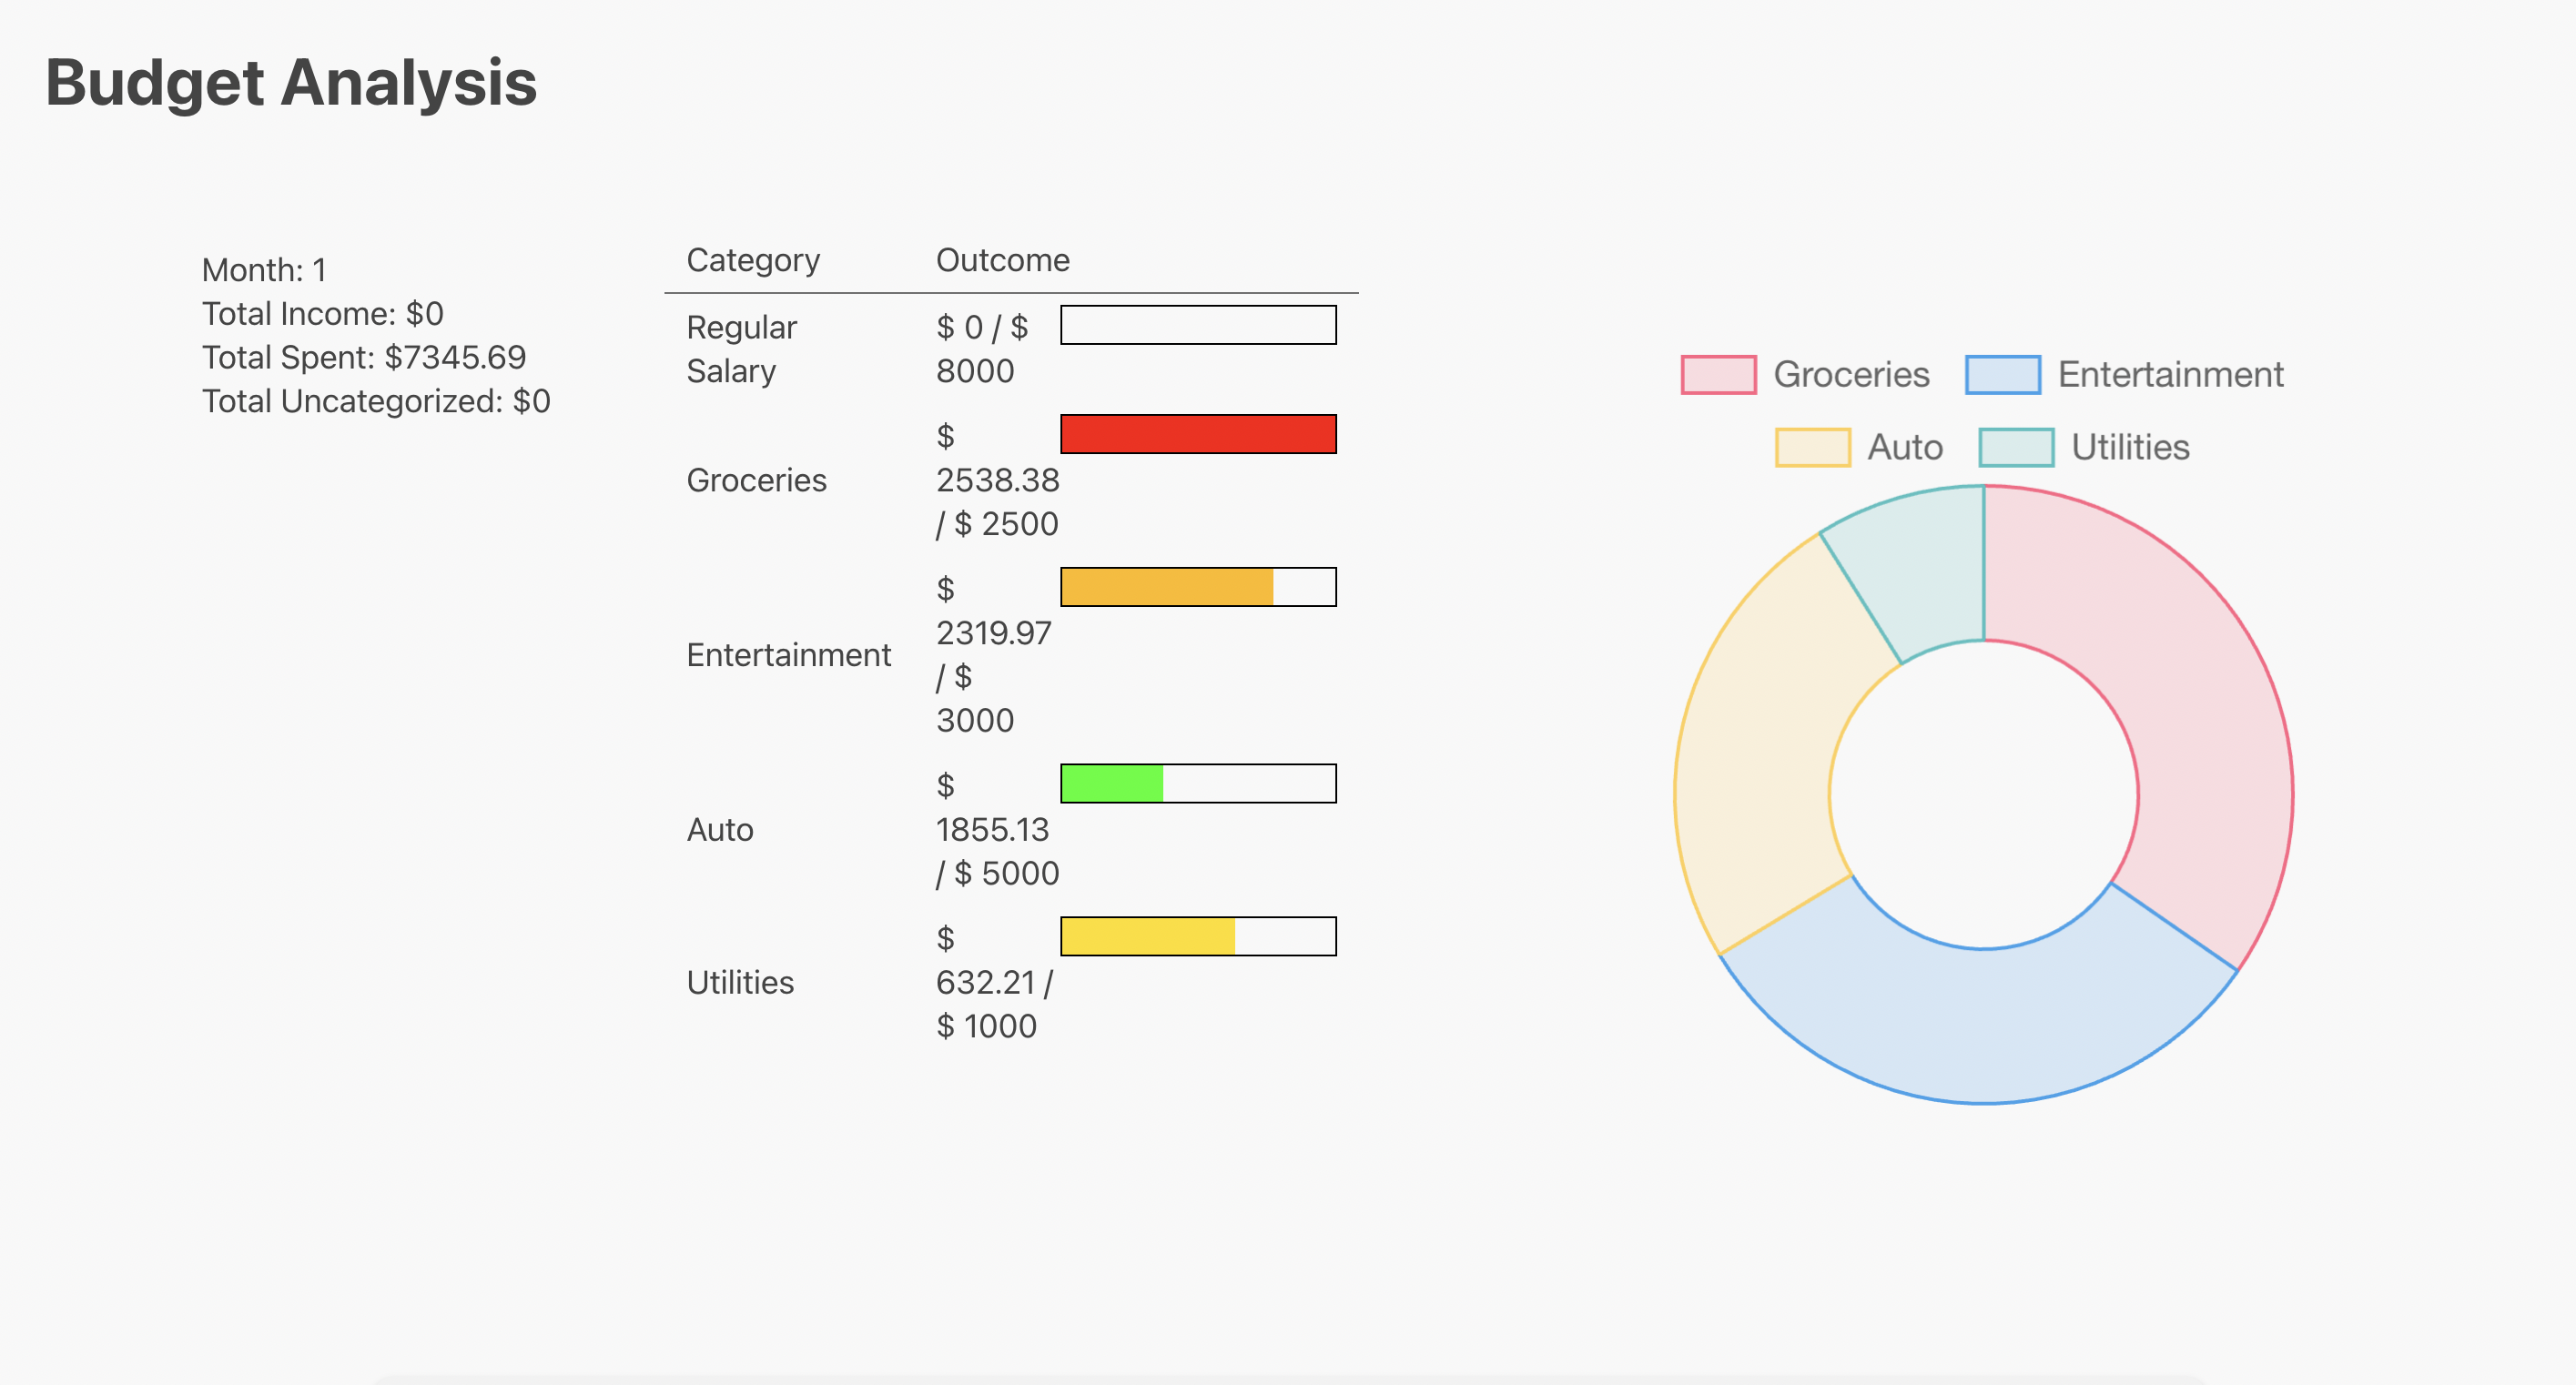 Budget Analysis
Month: 1
Total Income: $0
Total Spent: $7345.69
Total Uncategorized: $0
Category Outcome
Regular
Salary
$ 0 / $
8000
Groceries
$
2538.38
/ $ 2500
Entertainment
$
2319.97
/ $
3000
Auto
$
1855.13
/ $ 5000
Utilities
$
632.21 /
$ 1000
Groceries Entertainment
Auto Utilities